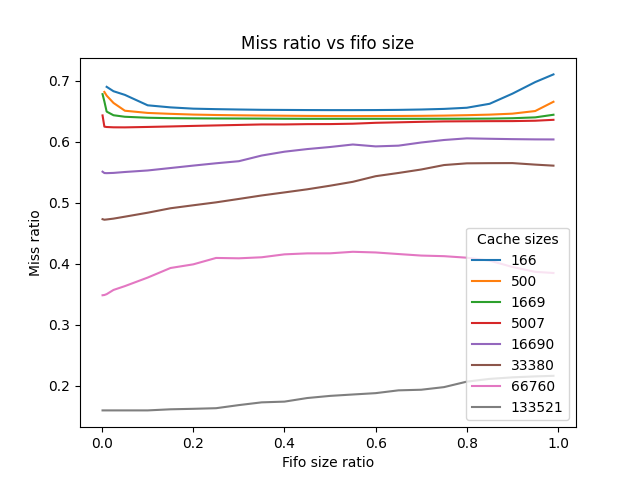 Miss ratio vs fifo size
Miss ratio
0.7
0.6
0.5
0.4
0.3
0.2
Cache sizes
166
500
1669
5007
16690
33380
66760
133521
0.0 0.2 0.4 0.6 0.8 1.0
Fifo size ratio